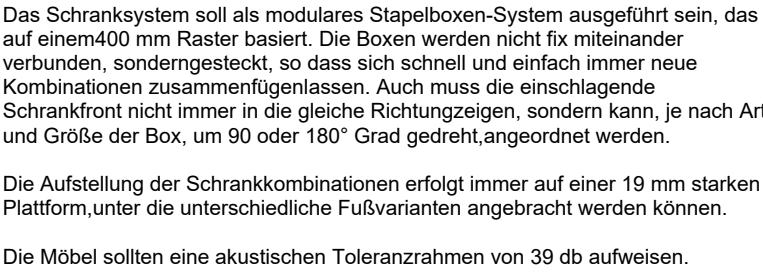 Das Schranksystem soll als modulares Stapelboxen-System ausgeführt sein, das
auf einem400 mm Raster basiert. Die Boxen werden nicht fix miteinander
verbunden, sonderngesteckt, so dass sich schnell und einfach immer neue
Kombinationen zusammenfügenlassen. Auch muss die einschlagende
Schrankfront nicht immer in die gleiche Richtungzeigen, sondern kann, je nach Art
und Größe der Box, um 90 oder 180° Grad gedreht,angeordnet werden.

Die Aufstellung der Schrankkombinationen erfolgt immer auf einer 19 mm starken
Plattform,unter die unterschiedliche Fußvarianten angebracht werden können.

Die Möbel sollten eine akustischen Toleranzrahmen von 39 db aufweisen.